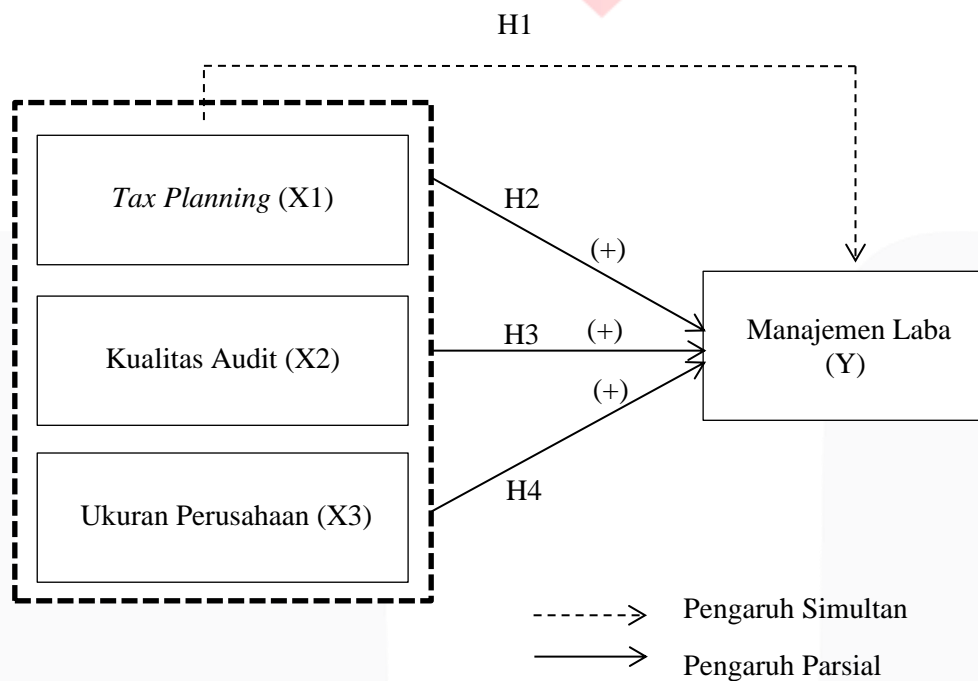 H1
Tax Planning (X1)
H2
(+)
Kualitas Audit (X2)
H3
(+)
Manajemen Laba
(Y)
(+)
Ukuran Perusahaan (X3)
H4
Pengaruh Simultan
Pengaruh Parsial